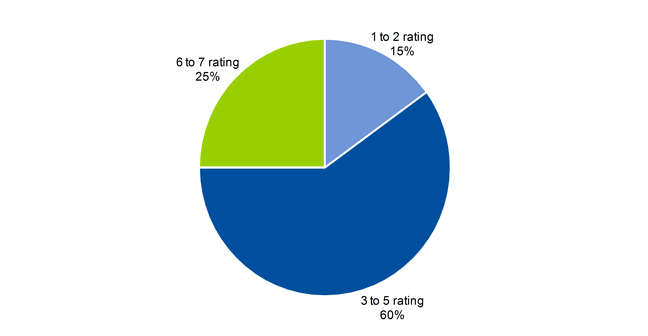 1 to 2 rating
15%
6 to 7 rating
25%
3 to 5 rating
60%